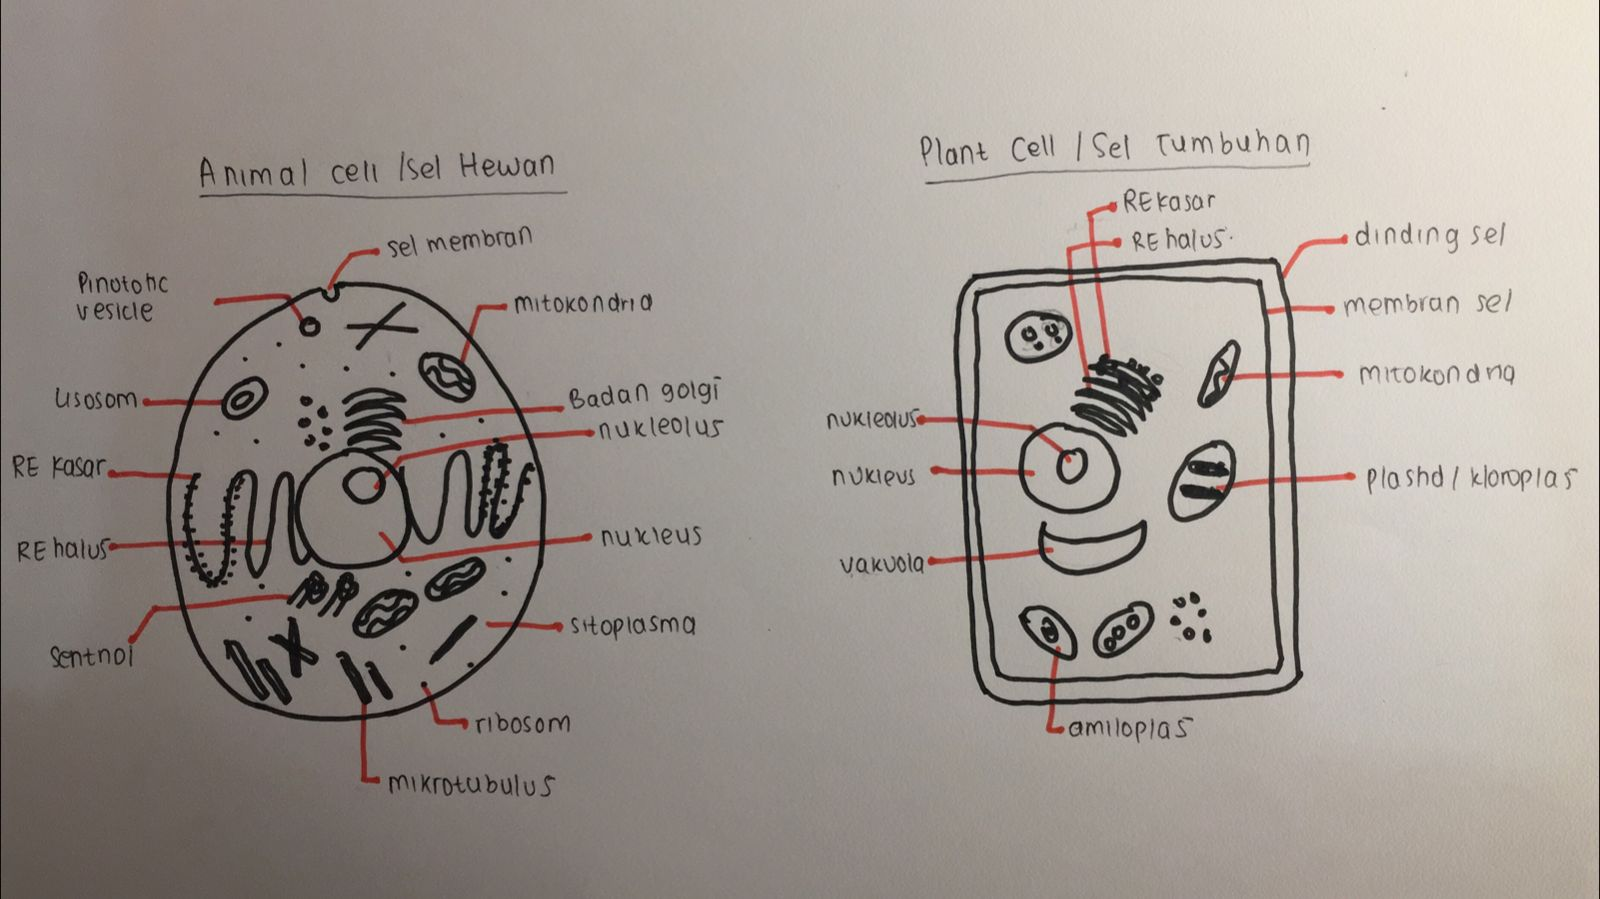 Animal cell /sel Hewan
sel membran
Pinototic
vesicle
mitokondria
Lisosom
Badan golgi
nukleolus
RE kasar
RE halus
nukleus
sitoplasma
Sentriol
ribosom
mikrotubulus
Plant Cell / Sel Tumbuhan
RE kasar
RE halus.
dinding sel
membran sel
mitokondria
nukleolus
nukleus
plastid / kloroplas
vakuola
amiloplas